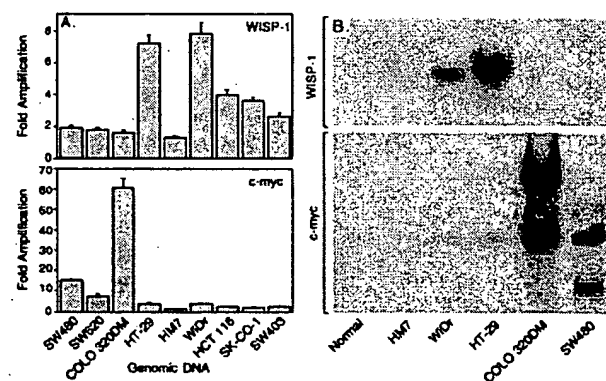 A.
WISP-1
Fold Amplification
8
6
4
2
0
c-myc
Fold Amplification
70
60
50
40
30
20
10
0
SW480
SW620
COLO 320DM
HT-29
HM7
WiDr
HCT 116
SK-CO-1
SW403
Genomic DNA
B.
WISP-1
c-myc
Normal
HM7
WiDr
HT-29
COLO 320DM
SW480